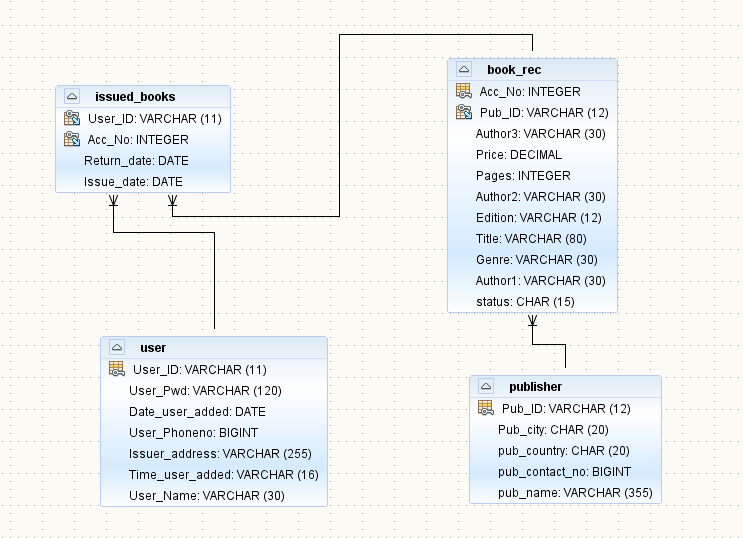 issued_books
User_ID: VARCHAR (11)
Acc_No: INTEGER
Return_date: DATE
Issue_date: DATE
book_rec
Acc_No: INTEGER
Pub_ID: VARCHAR (12)
Author3: VARCHAR (30)
Price: DECIMAL
Pages: INTEGER
Author2: VARCHAR (30)
Edition: VARCHAR (12)
Title: VARCHAR (80)
Genre: VARCHAR (30)
Author1: VARCHAR (30)
status: CHAR (15)
user
User_ID: VARCHAR (11)
User_Pwd: VARCHAR (120)
Date_user_added: DATE
User_Phoneno: BIGINT
Issuer_address: VARCHAR (255)
Time_user_added: VARCHAR (16)
User_Name: VARCHAR (30)
publisher
Pub_ID: VARCHAR (12)
Pub_city: CHAR (20)
pub_country: CHAR (20)
pub_contact_no: BIGINT
pub_name: VARCHAR (355)